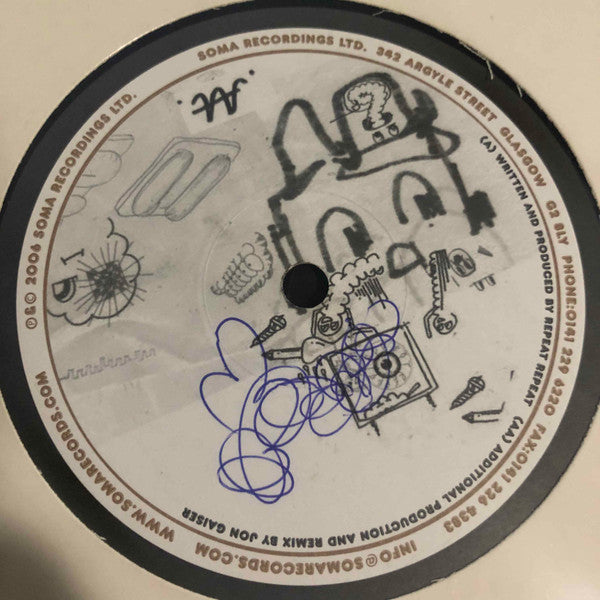 SOMA RECORDINGS LTD. 342 ARGYLE STREET GLASGOW G2 8LY PHONE:0141 229 6220 FAX:0141 226 4383
INFO@SOMARECORDS.COM
WWW.SOMARECORDS.COM
℗&© 2006 SOMA RECORDINGS LTD.
(A) WRITTEN AND PRODUCED BY REPEAT REPEAT (AA) ADDITIONAL PRODUCTION AND REMIX BY JON GAISER